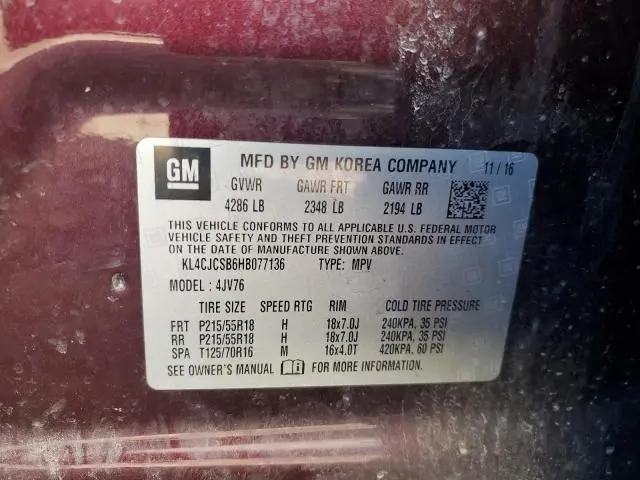 GM MFD BY GM KOREA COMPANY 11 / 16
GVWR GAWR FRT GAWR RR
4286 LB 2348 LB 2194 LB
THIS VEHICLE CONFORMS TO ALL APPLICABLE U.S. FEDERAL MOTOR
VEHICLE SAFETY AND THEFT PREVENTION STANDARDS IN EFFECT
ON THE DATE OF MANUFACTURE SHOWN ABOVE.
KL4CJCSB6HB077136 TYPE: MPV
MODEL : 4JV76
TIRE SIZE SPEED RTG RIM COLD TIRE PRESSURE
FRT P215/55R18 H 18x7.0J 240KPA, 35 PSI
RR P215/55R18 H 18x7.0J 240KPA, 35 PSI
SPA T125/70R16 M 16x4.0T 420KPA, 60 PSI
SEE OWNER'S MANUAL i FOR MORE INFORMATION.